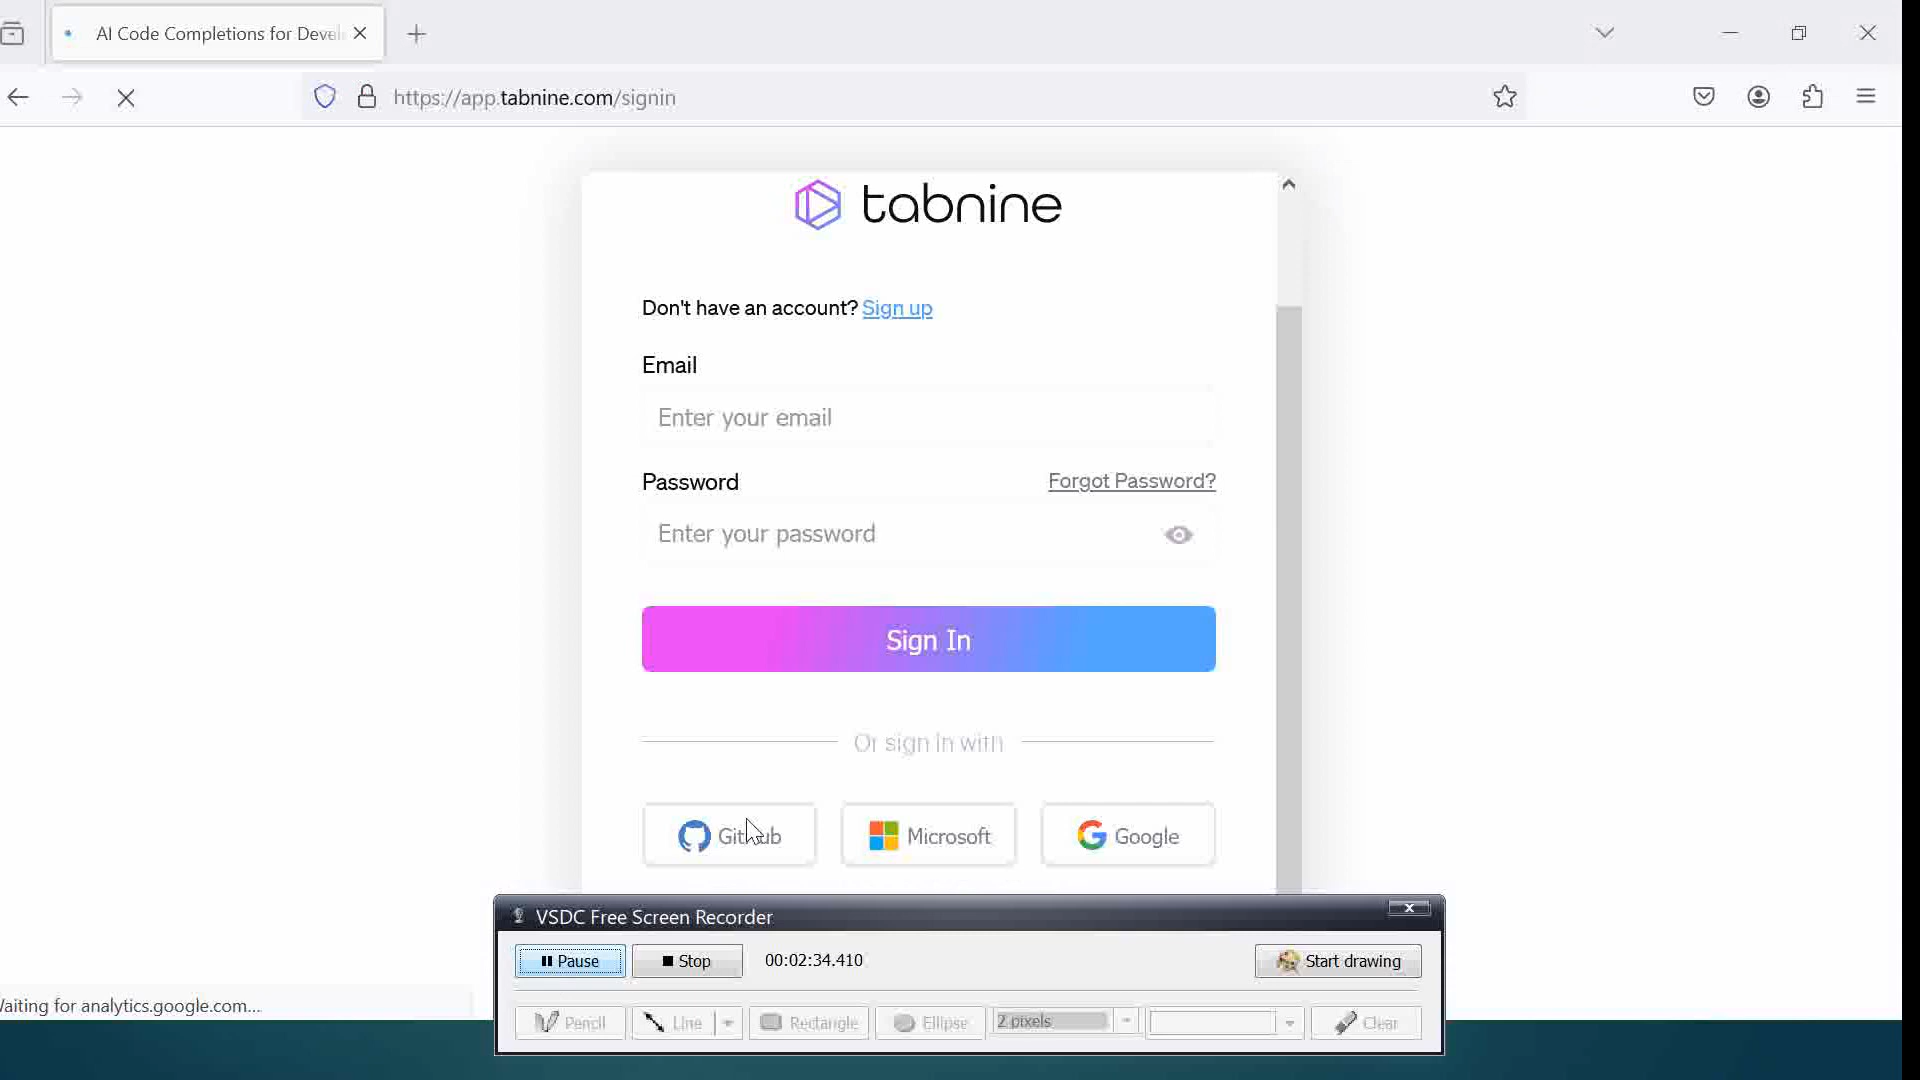 AI Code Completions for Devel
https://app.tabnine.com/signin
tabnine
Don't have an account? Sign up
Email
Enter your email
Password
Forgot Password?
Enter your password
Sign In
Or sign in with
GitHub
Microsoft
Google
VSDC Free Screen Recorder
Pause
Stop
00:02:34.410
Start drawing
Waiting for analytics.google.com...
Pencil
Line
Rectangle
Ellipse
2 pixels
Clear